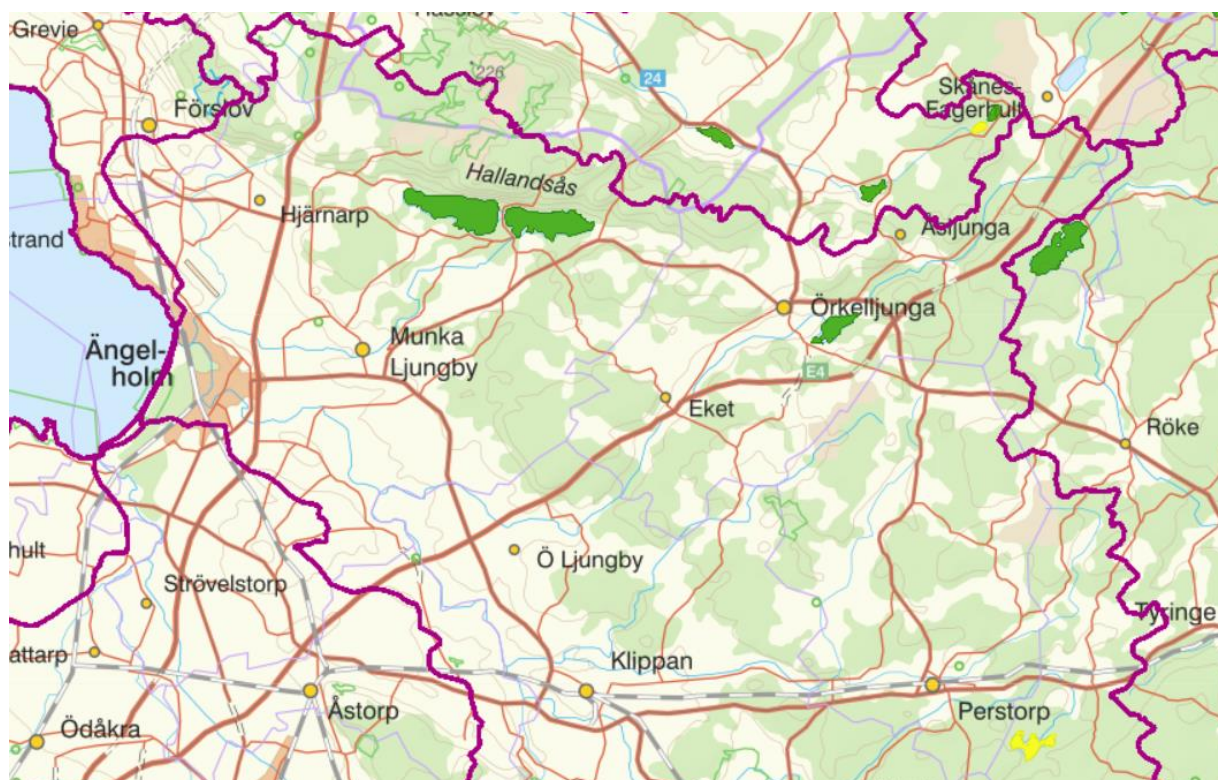 Grevie
226
24
Skånes-
Fagerhult
Förslöv
Hallandsås
Hjärnarp
strand
Åsljunga
Örkelljunga
Ängel-
holm
Munka
Ljungby
E4
Eket
Röke
hult
Ö Ljungby
Strövelstorp
Tyringe
attarp
Klippan
Åstorp
Perstorp
Ödåkra